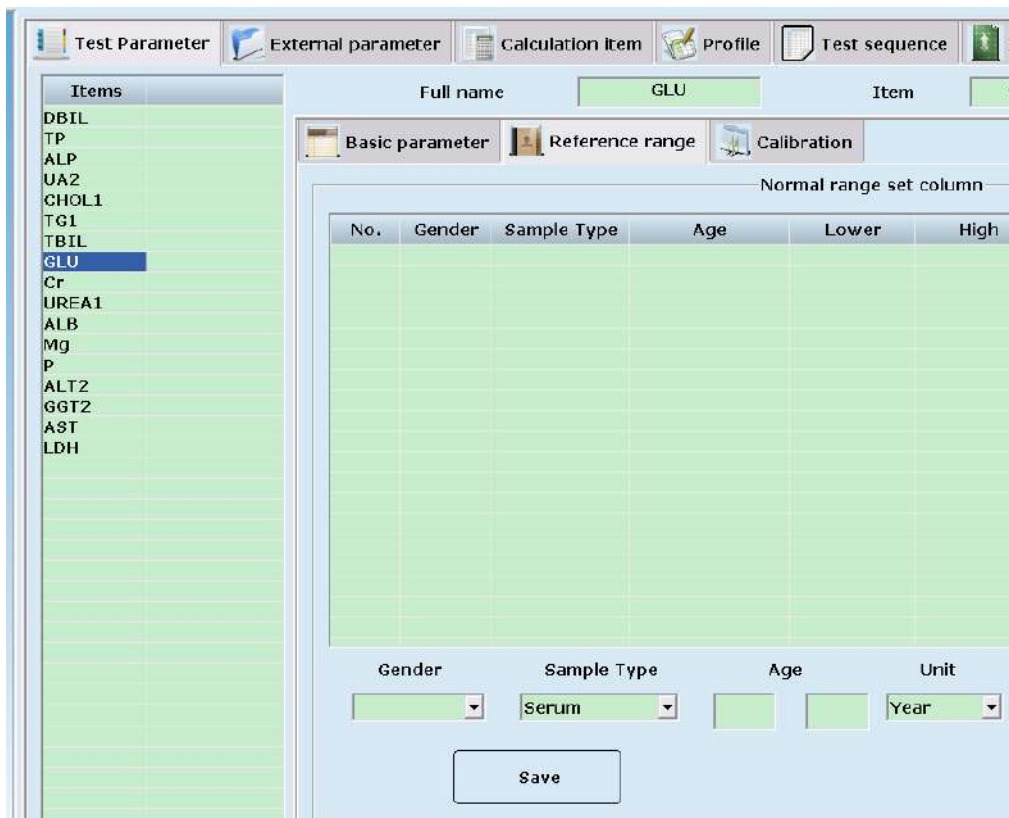 Test Parameter External parameter Calculation item Profile Test sequence
Items
Full name GLU Item
DBIL
TP
ALP
UA2
CHOL1
TG1
TBIL
GLU
Cr
UREA1
ALB
Mg
P
ALT2
GGT2
AST
LDH
Basic parameter Reference range Calibration
Normal range set column
No. Gender Sample Type Age Lower High
Gender Sample Type Age Unit
Serum Year
Save